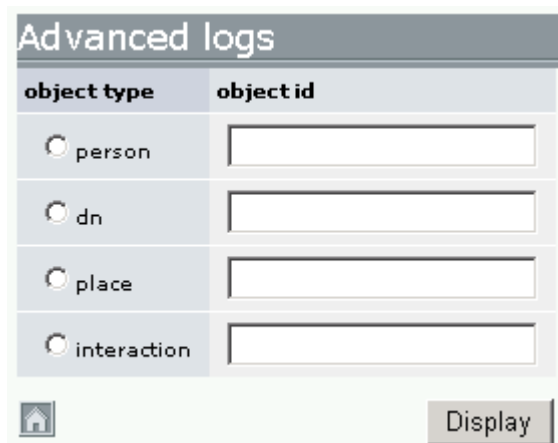 Advanced logs
object type object id
person
dn
place
interaction
Display